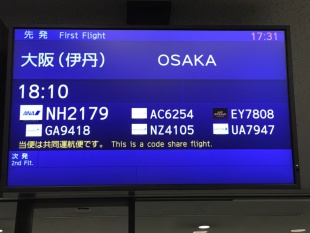 先発 First Flight 17:31
大阪(伊丹) OSAKA
18:10
ANA NH2179 AC6254 EY7808
GA9418 NZ4105 UA7947
当便は共同運航便です。 This is a code share flight.
次発
2nd Flt.